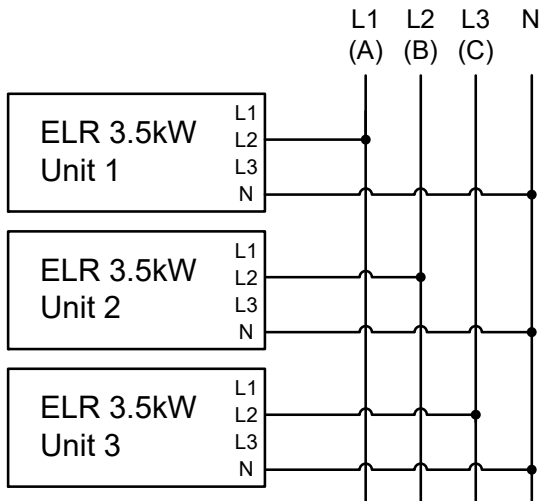 L1 L2 L3 N
(A) (B) (C)
ELR 3.5kW
Unit 1
L1
L2
L3
N
ELR 3.5kW
Unit 2
L1
L2
L3
N
ELR 3.5kW
Unit 3
L1
L2
L3
N